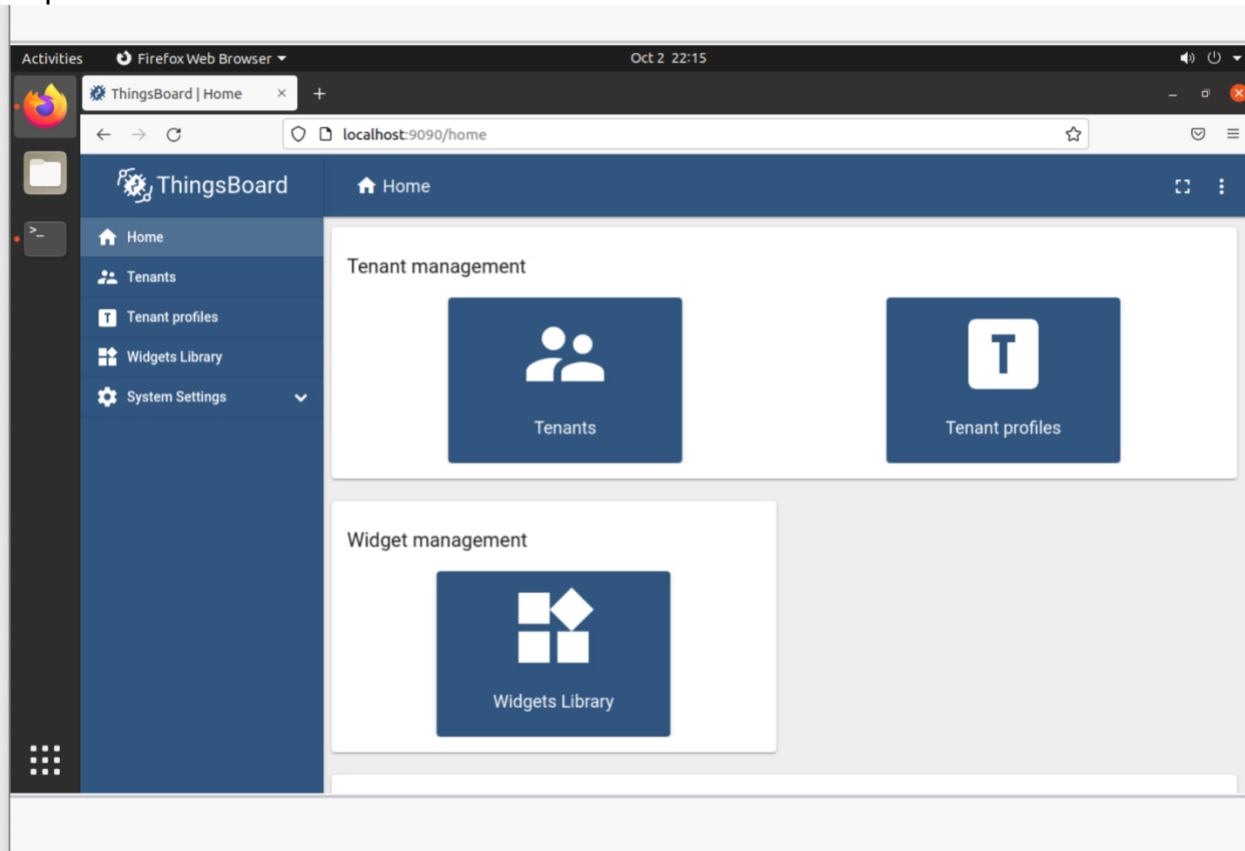 Activities Firefox Web Browser Oct 2 22:15
ThingsBoard | Home × +
localhost:9090/home
ThingsBoard Home
Home
Tenants
Tenant profiles
Widgets Library
System Settings
Tenant management
Tenants
T
Tenant profiles
Widget management
Widgets Library